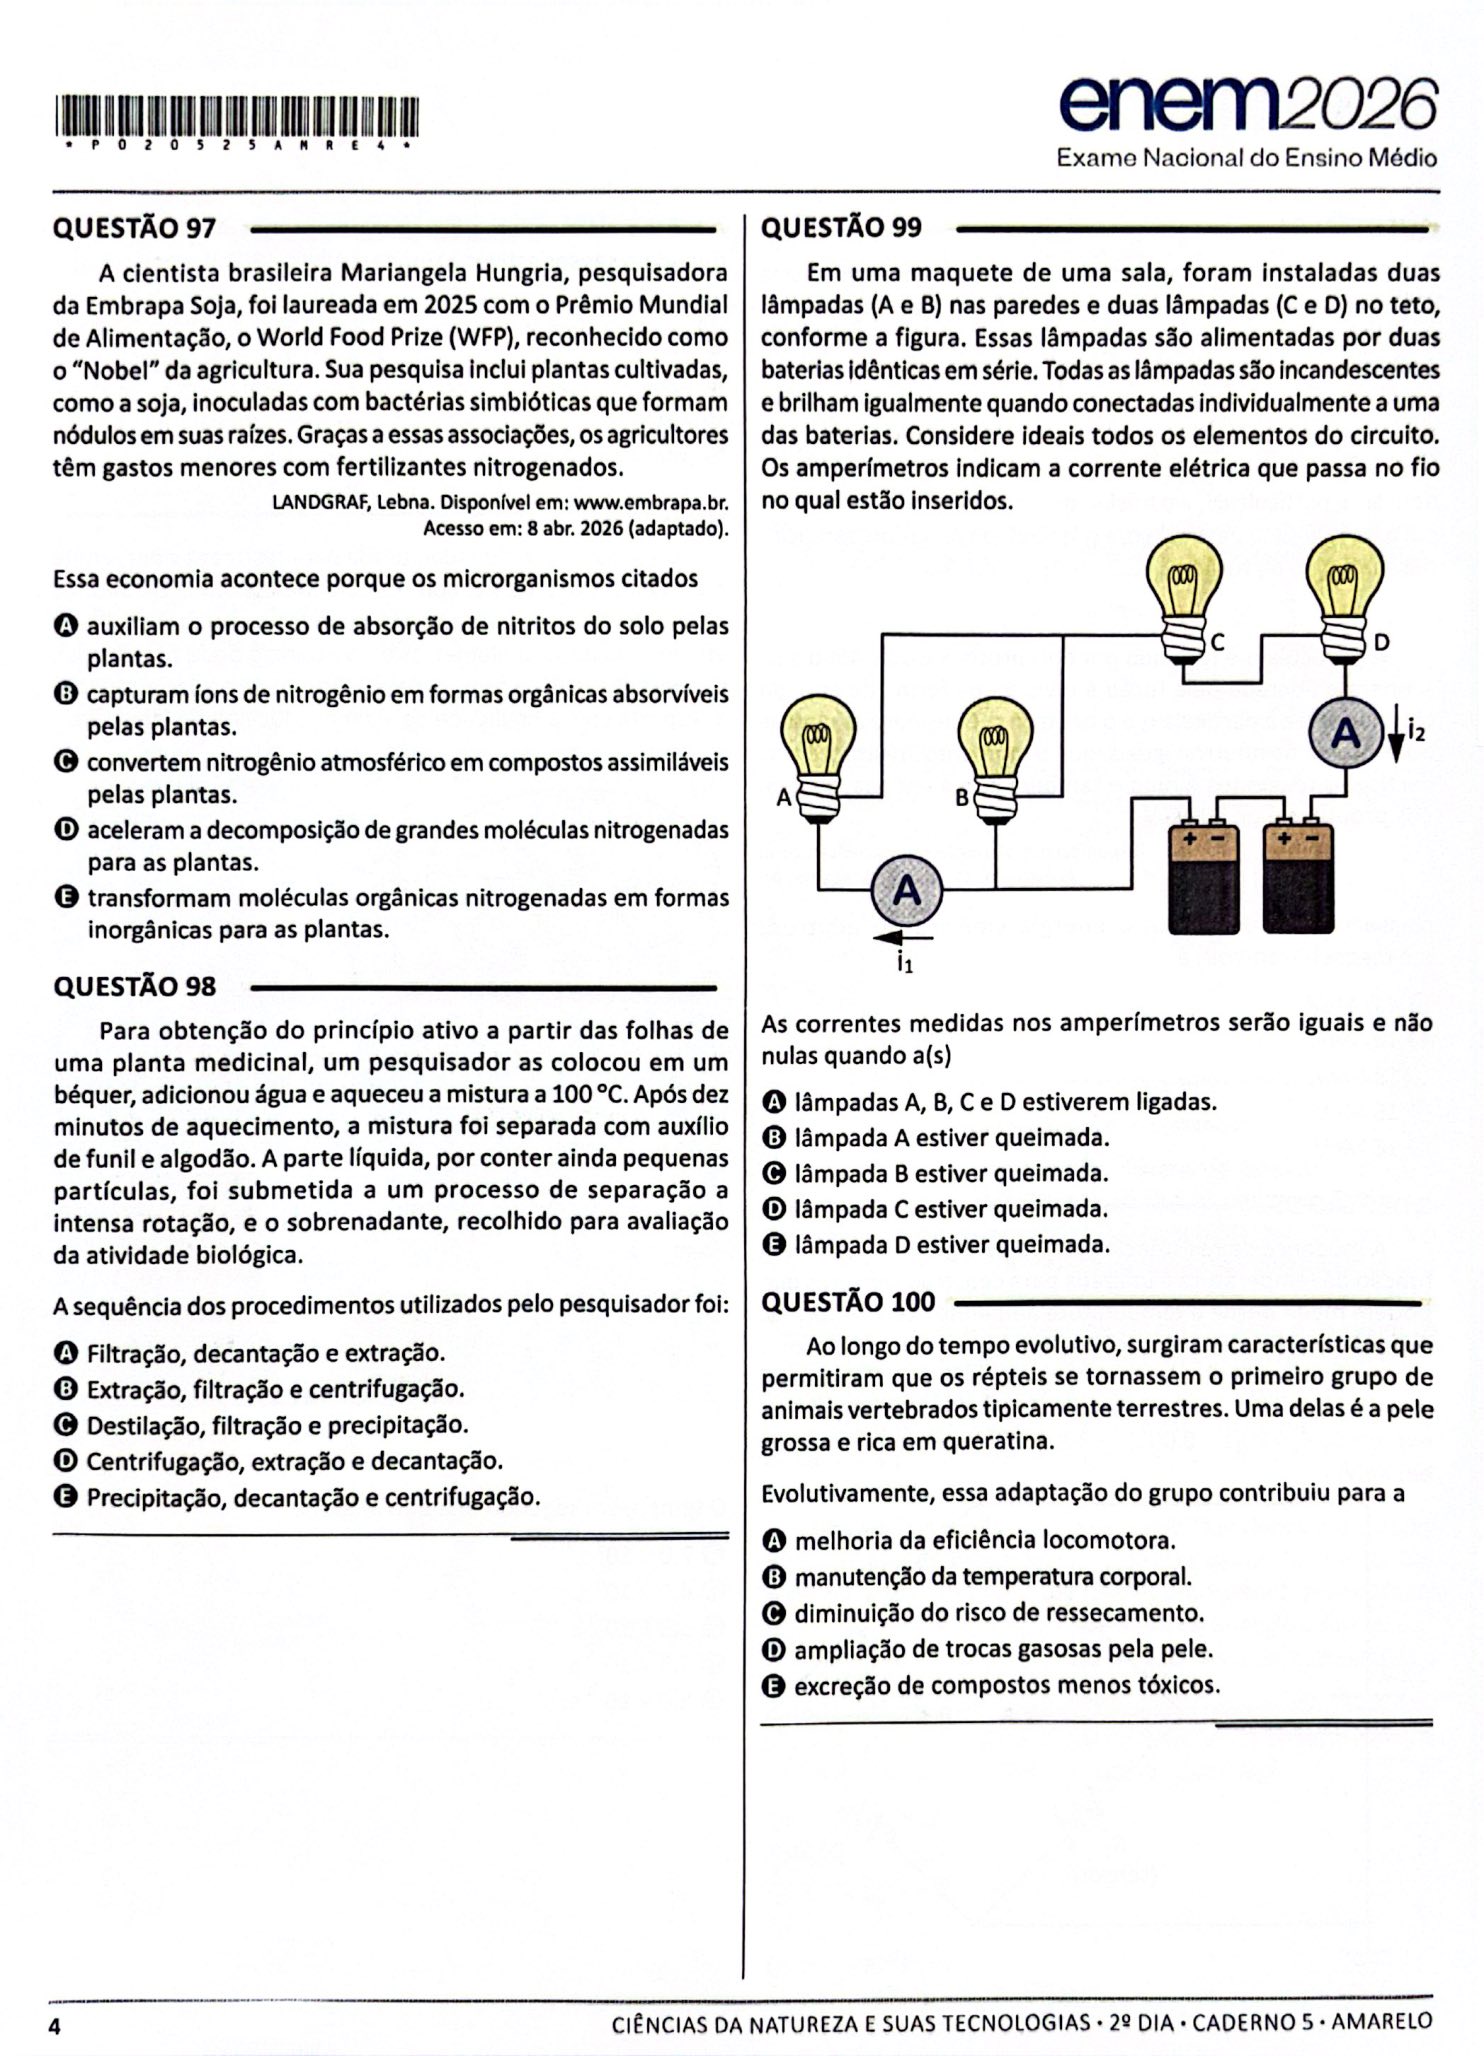 *P020525AMRE4*
enem2026
Exame Nacional do Ensino Médio
QUESTÃO 97
A cientista brasileira Mariangela Hungria, pesquisadora
da Embrapa Soja, foi laureada em 2025 com o Prêmio Mundial
de Alimentação, o World Food Prize (WFP), reconhecido como
o “Nobel” da agricultura. Sua pesquisa inclui plantas cultivadas,
como a soja, inoculadas com bactérias simbióticas que formam
nódulos em suas raízes. Graças a essas associações, os agricultores
têm gastos menores com fertilizantes nitrogenados.
LANDGRAF, Lebna. Disponível em: www.embrapa.br.
Acesso em: 8 abr. 2026 (adaptado).
Essa economia acontece porque os microrganismos citados
A auxiliam o processo de absorção de nitritos do solo pelas
plantas.
B capturam íons de nitrogênio em formas orgânicas absorvíveis
pelas plantas.
C convertem nitrogênio atmosférico em compostos assimiláveis
pelas plantas.
D aceleram a decomposição de grandes moléculas nitrogenadas
para as plantas.
E transformam moléculas orgânicas nitrogenadas em formas
inorgânicas para as plantas.
QUESTÃO 98
Para obtenção do princípio ativo a partir das folhas de
uma planta medicinal, um pesquisador as colocou em um
béquer, adicionou água e aqueceu a mistura a 100 °C. Após dez
minutos de aquecimento, a mistura foi separada com auxílio
de funil e algodão. A parte líquida, por conter ainda pequenas
partículas, foi submetida a um processo de separação a
intensa rotação, e o sobrenadante, recolhido para avaliação
da atividade biológica.
A sequência dos procedimentos utilizados pelo pesquisador foi:
A Filtração, decantação e extração.
B Extração, filtração e centrifugação.
C Destilação, filtração e precipitação.
D Centrifugação, extração e decantação.
E Precipitação, decantação e centrifugação.
QUESTÃO 99
Em uma maquete de uma sala, foram instaladas duas
lâmpadas (A e B) nas paredes e duas lâmpadas (C e D) no teto,
conforme a figura. Essas lâmpadas são alimentadas por duas
baterias idênticas em série. Todas as lâmpadas são incandescentes
e brilham igualmente quando conectadas individualmente a uma
das baterias. Considere ideais todos os elementos do circuito.
Os amperímetros indicam a corrente elétrica que passa no fio
no qual estão inseridos.
C
D
A
i2
A
B
+ −
+ −
A
i1
As correntes medidas nos amperímetros serão iguais e não
nulas quando a(s)
A lâmpadas A, B, C e D estiverem ligadas.
B lâmpada A estiver queimada.
C lâmpada B estiver queimada.
D lâmpada C estiver queimada.
E lâmpada D estiver queimada.
QUESTÃO 100
Ao longo do tempo evolutivo, surgiram características que
permitiram que os répteis se tornassem o primeiro grupo de
animais vertebrados tipicamente terrestres. Uma delas é a pele
grossa e rica em queratina.
Evolutivamente, essa adaptação do grupo contribuiu para a
A melhoria da eficiência locomotora.
B manutenção da temperatura corporal.
C diminuição do risco de ressecamento.
D ampliação de trocas gasosas pela pele.
E excreção de compostos menos tóxicos.
4
CIÊNCIAS DA NATUREZA E SUAS TECNOLOGIAS • 2º DIA • CADERNO 5 • AMARELO